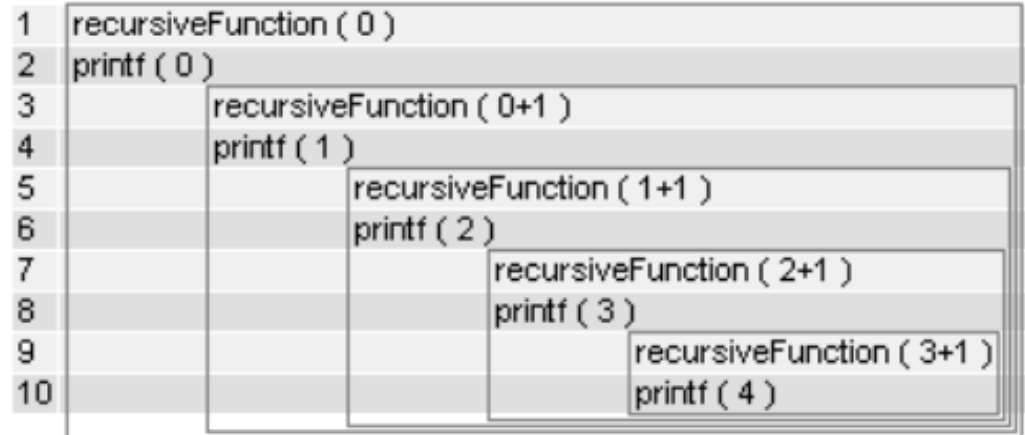 1 recursiveFunction ( 0 )
2 printf ( 0 )
3 recursiveFunction ( 0+1 )
4 printf ( 1 )
5 recursiveFunction ( 1+1 )
6 printf ( 2 )
7 recursiveFunction ( 2+1 )
8 printf ( 3 )
9 recursiveFunction ( 3+1 )
10 printf ( 4 )